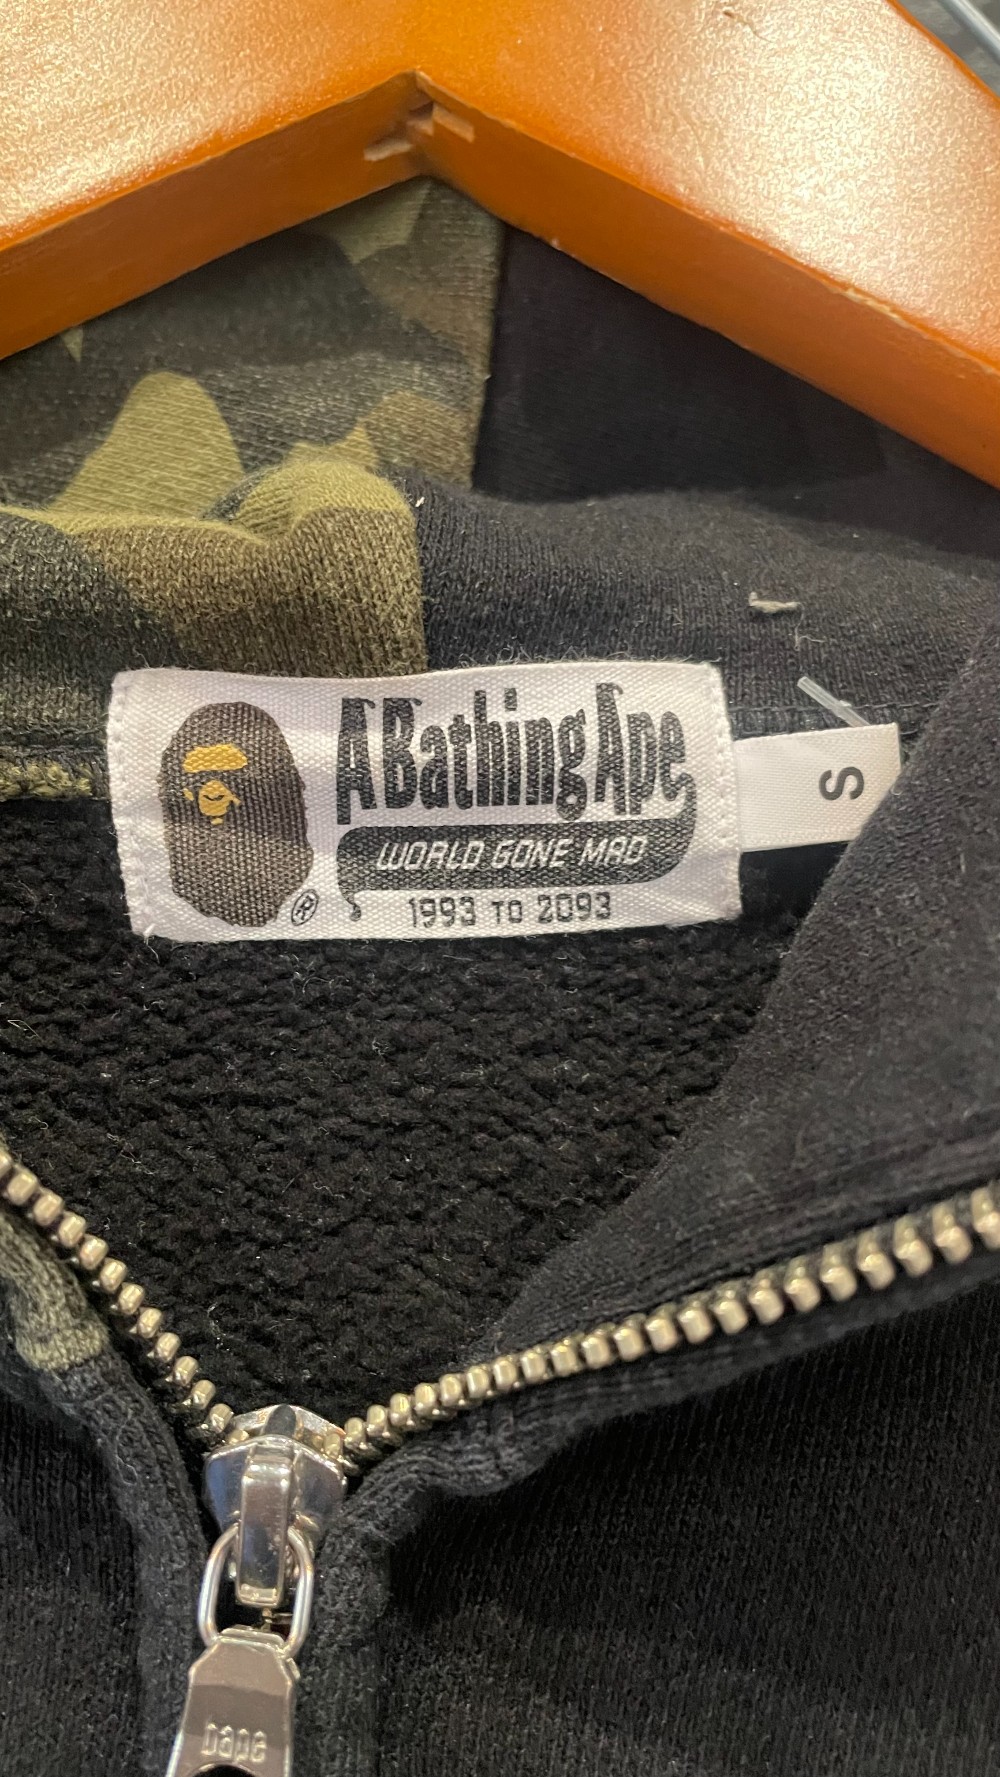 A Bathing Ape
WORLD GONE MAD
1993 TO 2093
®
S
bape